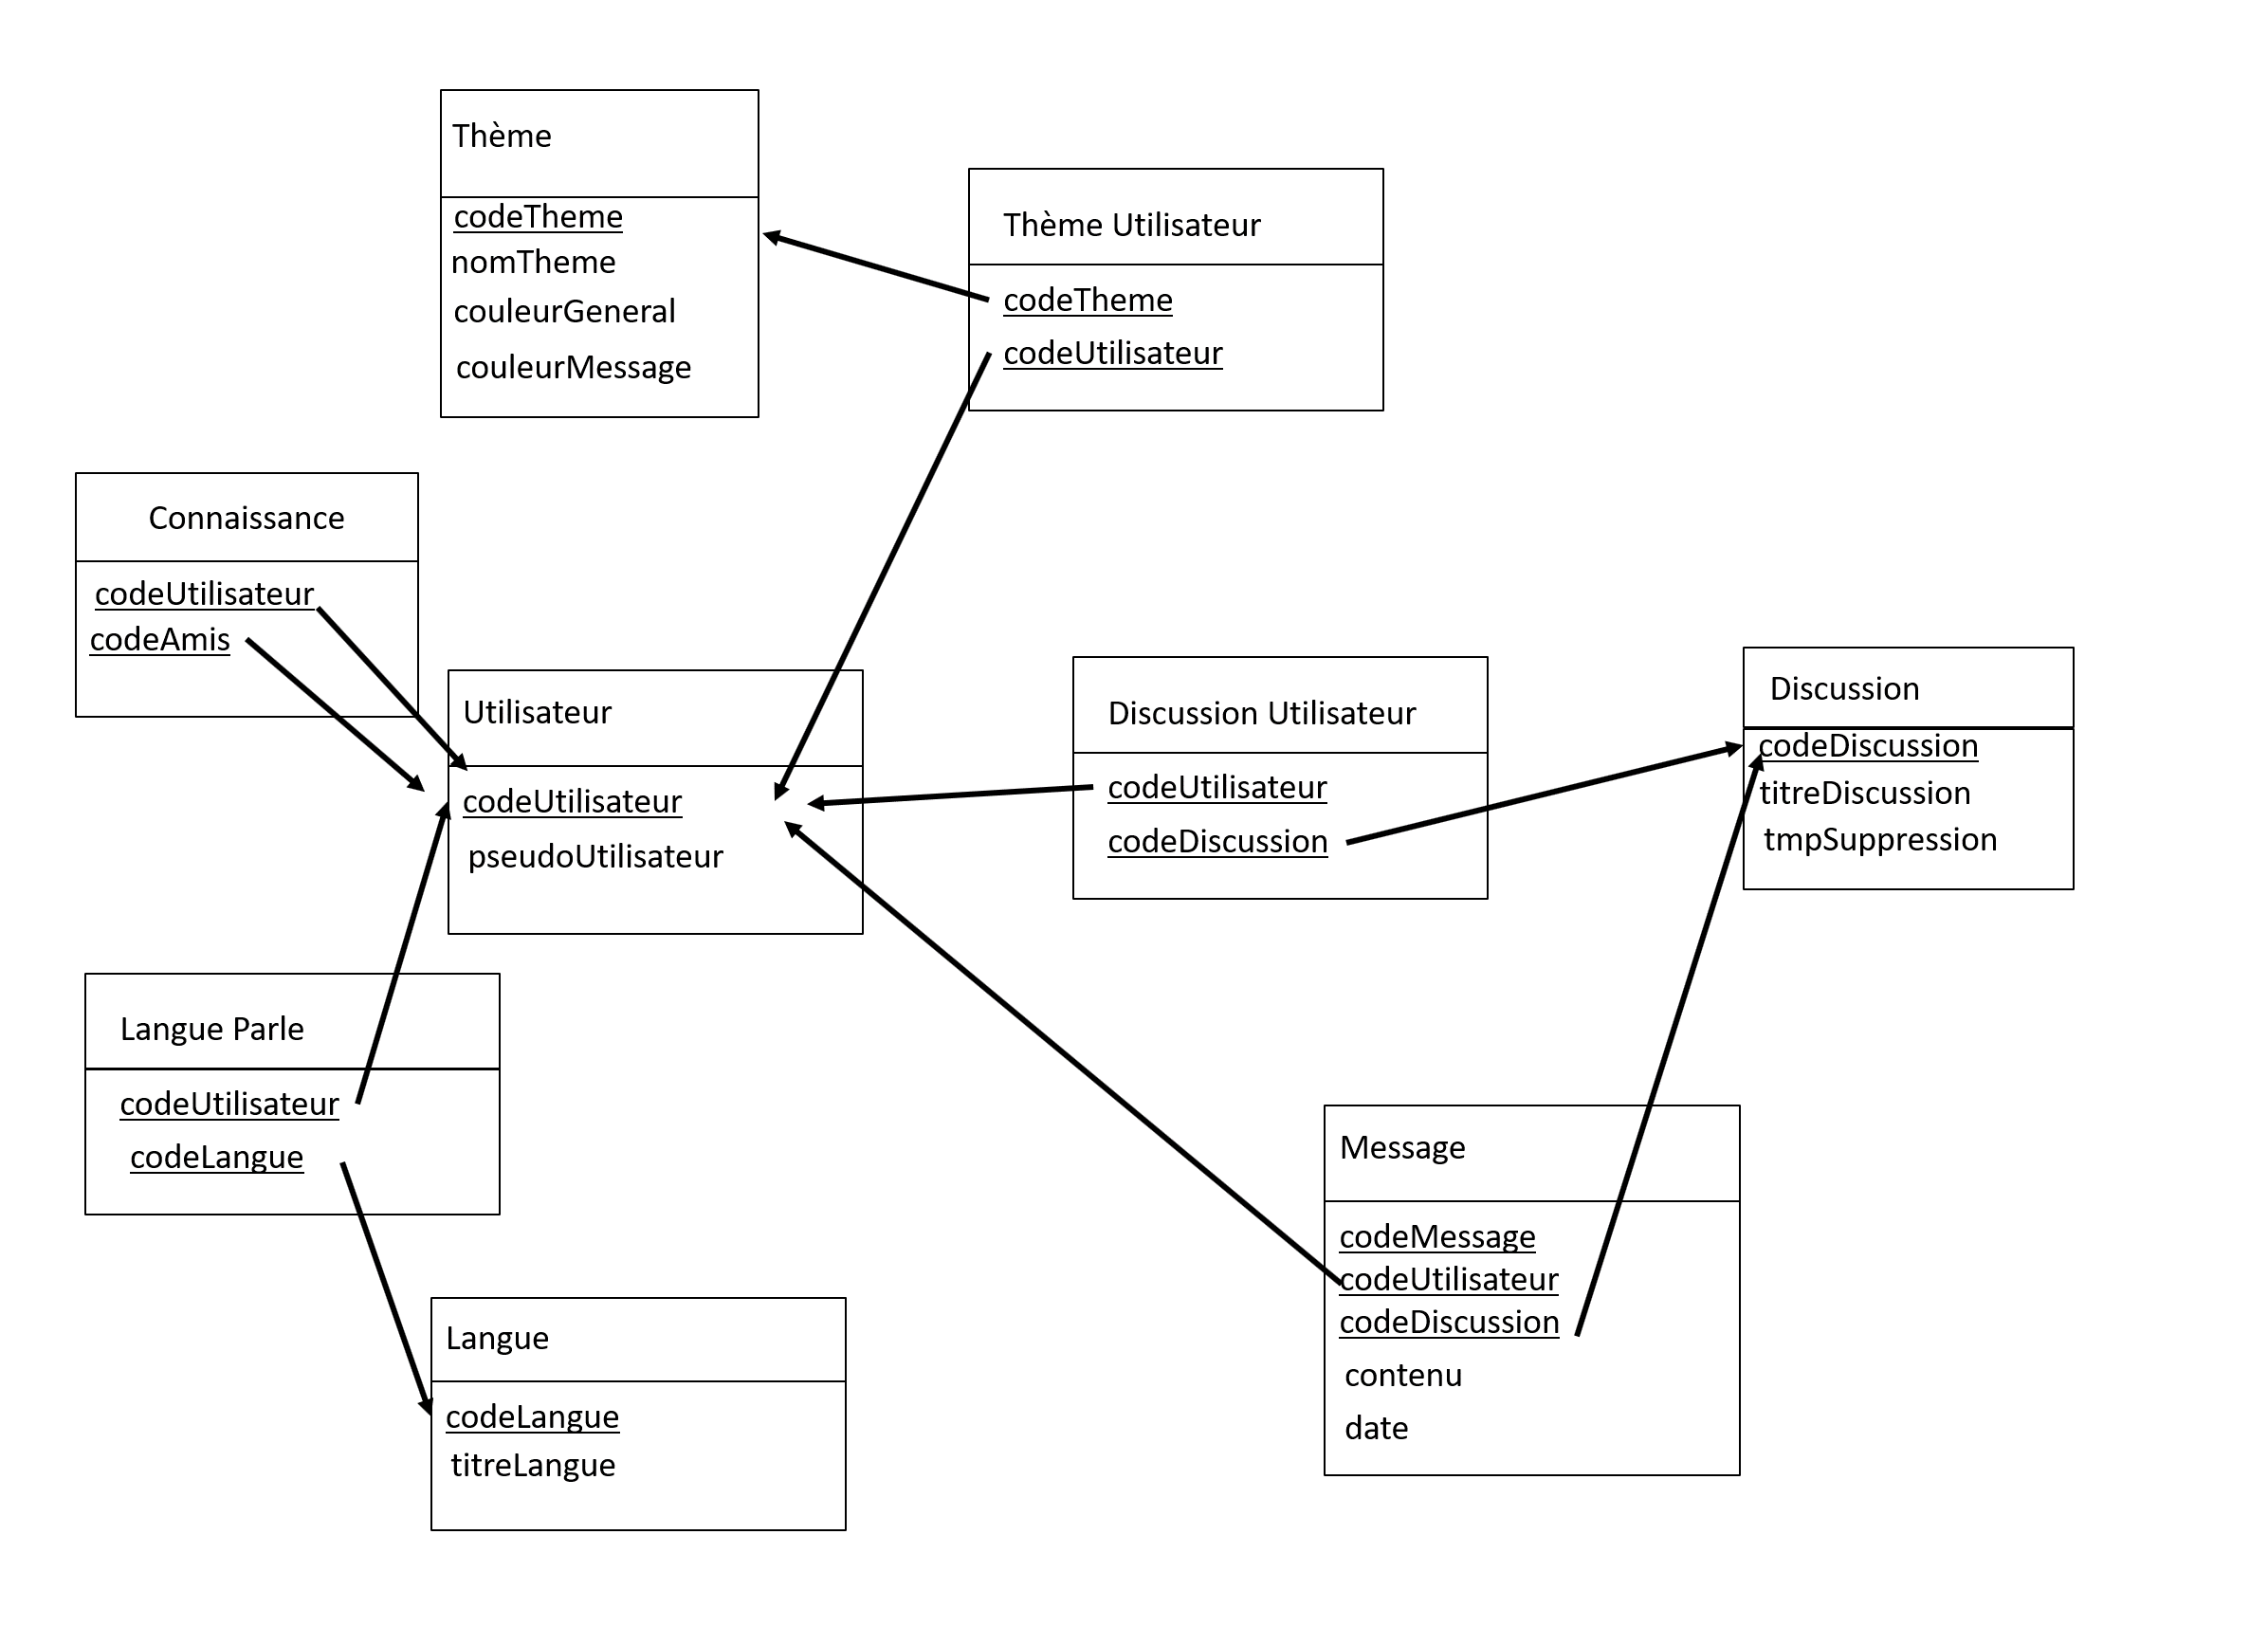 Thème
codeTheme
nomTheme
couleurGeneral
couleurMessage
Thème Utilisateur
codeTheme
codeUtilisateur
Connaissance
codeUtilisateur
codeAmis
Utilisateur
codeUtilisateur
pseudoUtilisateur
Discussion Utilisateur
codeUtilisateur
codeDiscussion
Discussion
codeDiscussion
titreDiscussion
tmpSuppression
Langue Parle
codeUtilisateur
codeLangue
Message
codeMessage
codeUtilisateur
codeDiscussion
contenu
date
Langue
codeLangue
titreLangue